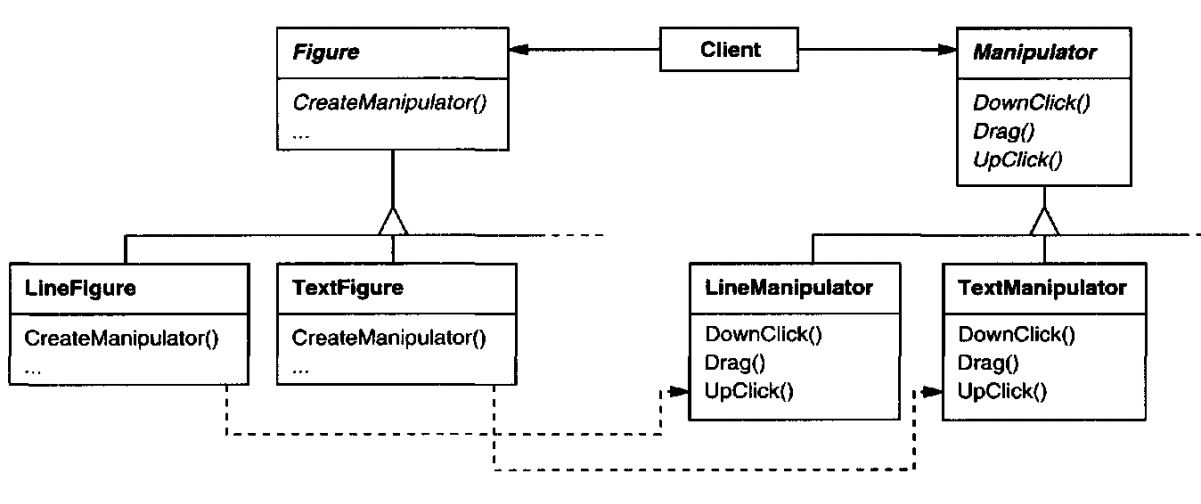 Figure
CreateManipulator()
...
Client
Manipulator
DownClick()
Drag()
UpClick()
LineFigure
CreateManipulator()
...
TextFigure
CreateManipulator()
...
LineManipulator
DownClick()
Drag()
UpClick()
TextManipulator
DownClick()
Drag()
UpClick()